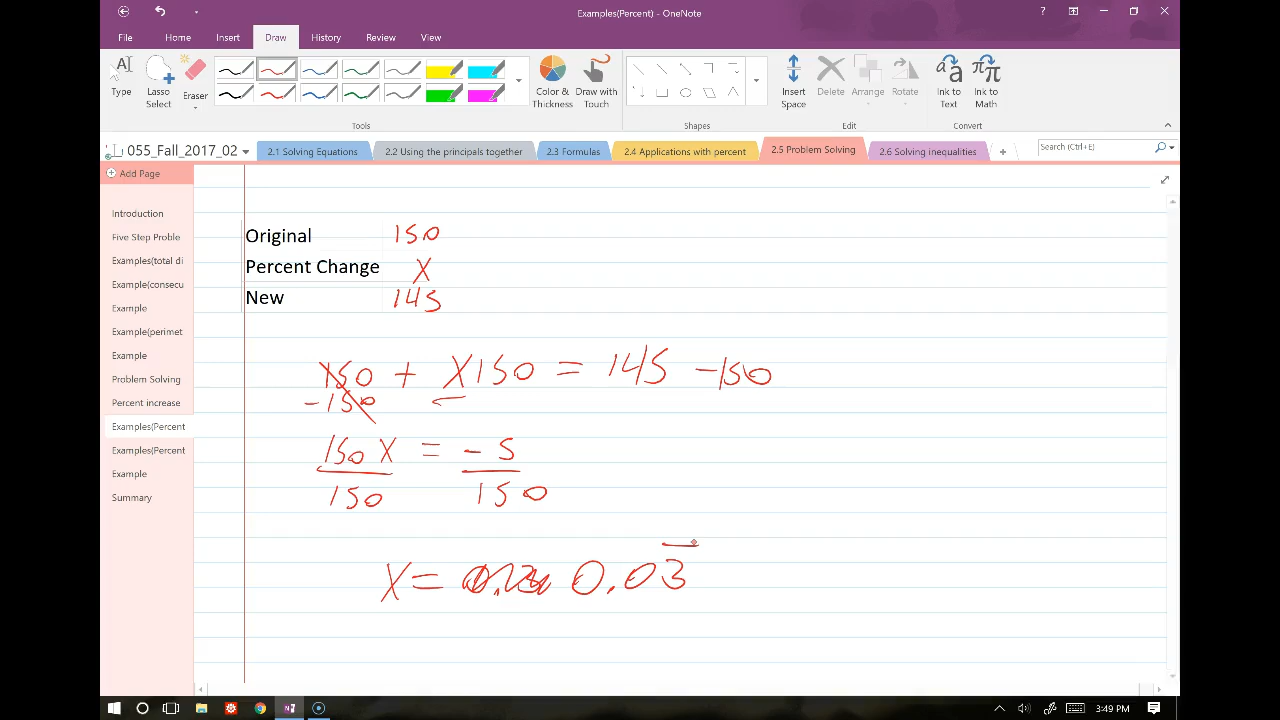 Examples(Percent) - OneNote
?
File Home Insert Draw History Review View
Type
Lasso Select
Eraser
Color & Thickness
Draw with Touch
Insert Space
Delete
Arrange
Rotate
Ink to Text
Ink to Math
Tools Shapes Edit Convert
055_Fall_2017_02
2.1 Solving Equations
2.2 Using the principals together
2.3 Formulas
2.4 Applications with percent
2.5 Problem Solving
2.6 Solving inequalities
+
Search (Ctrl+E)
Add Page
Introduction
Five Step Proble
Examples(total di
Example(consecu
Example
Example(perimet
Example
Problem Solving
Percent increase
Examples(Percent
Examples(Percent
Example
Summary
Original 150
Percent Change X
New 145
150 + X150 = 145 -150
-150
150 X = -5
150 150
X = 0.03̅
3:49 PM